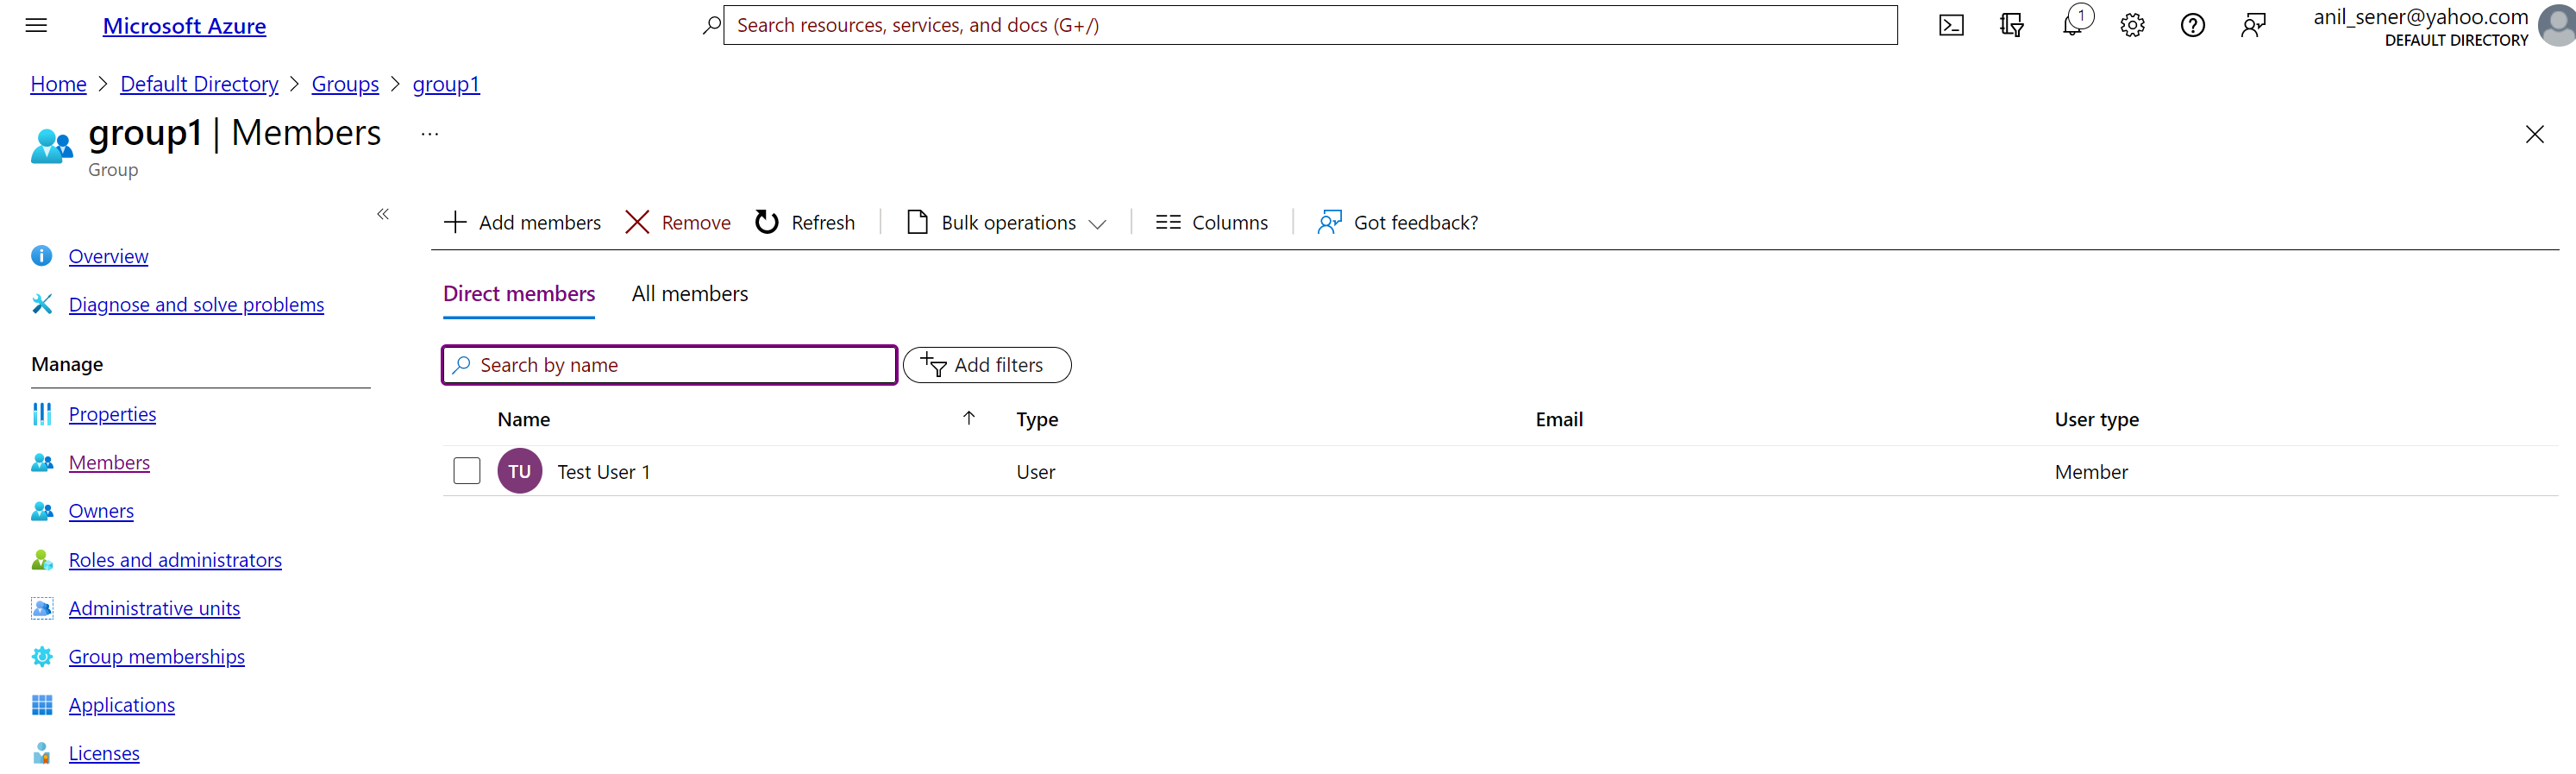 Microsoft Azure
Search resources, services, and docs (G+/)
1
anil_sener@yahoo.com
DEFAULT DIRECTORY
Home > Default Directory > Groups > group1
group1 | Members ...
Group
«
Add members Remove Refresh Bulk operations Columns Got feedback?
Overview
Diagnose and solve problems
Manage
Properties
Members
Owners
Roles and administrators
Administrative units
Group memberships
Applications
Licenses
Direct members All members
Search by name Add filters
Name ↑ Type Email User type
TU Test User 1 User Member